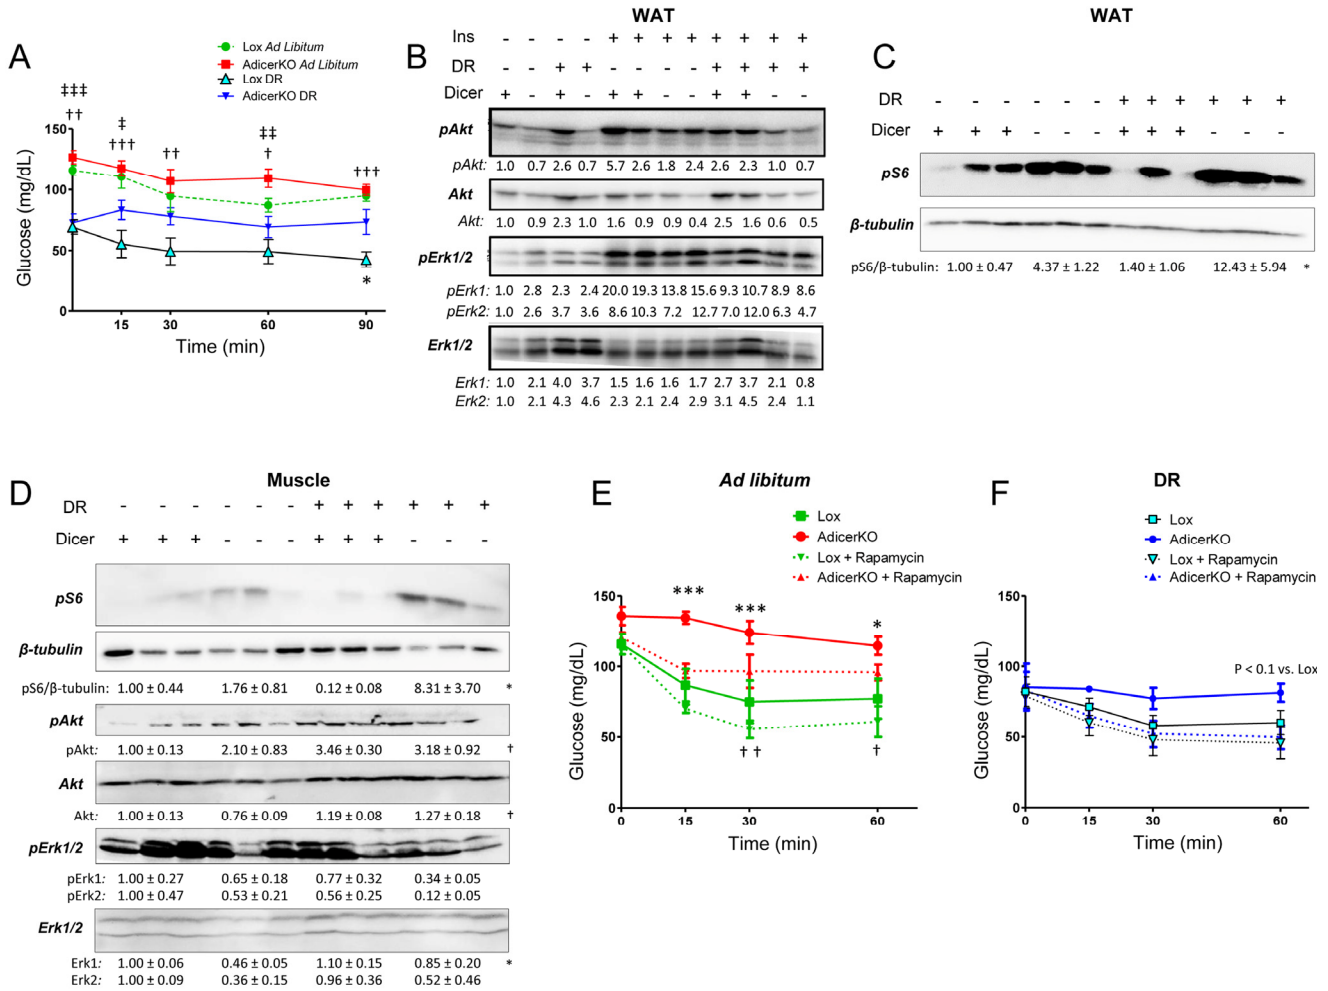 A
Lox Ad Libitum
AdicerKO Ad Libitum
Lox DR
AdicerKO DR
‡‡‡ ‡ ‡‡
†† ††† †† † †††
150
100
50
0
Glucose (mg/dL)
*
15 30 60 90
Time (min)
B
WAT
Ins - - - - + + + + + + + +
DR - - + + - - - - + + + +
Dicer + - + - + + - - + + - -
pAkt
pAkt: 1.0 0.7 2.6 0.7 5.7 2.6 1.8 2.4 2.6 2.3 1.0 0.7
Akt
Akt: 1.0 0.9 2.3 1.0 1.6 0.9 0.9 0.4 2.5 1.6 0.6 0.5
pErk1/2
pErk1: 1.0 2.8 2.3 2.4 20.0 19.3 13.8 15.6 9.3 10.7 8.9 8.6
pErk2: 1.0 2.6 3.7 3.6 8.6 10.3 7.2 12.7 7.0 12.0 6.3 4.7
Erk1/2
Erk1: 1.0 2.1 4.0 3.7 1.5 1.6 1.6 1.7 2.7 3.7 2.1 0.8
Erk2: 1.0 2.1 4.3 4.6 2.3 2.1 2.4 2.9 3.1 4.5 2.4 1.1
C
WAT
DR - - - - - - + + + + + +
Dicer + + + - - - + + + - - -
pS6
β-tubulin
pS6/β-tubulin: 1.00 ± 0.47 4.37 ± 1.22 1.40 ± 1.06 12.43 ± 5.94 *
D
Muscle
DR - - - - - - + + + + + +
Dicer + + + - - - + + + - - -
pS6
β-tubulin
pS6/β-tubulin: 1.00 ± 0.44 1.76 ± 0.81 0.12 ± 0.08 8.31 ± 3.70 *
pAkt
pAkt: 1.00 ± 0.13 2.10 ± 0.83 3.46 ± 0.30 3.18 ± 0.92 †
Akt
Akt: 1.00 ± 0.13 0.76 ± 0.09 1.19 ± 0.08 1.27 ± 0.18 †
pErk1/2
pErk1: 1.00 ± 0.27 0.65 ± 0.18 0.77 ± 0.32 0.34 ± 0.05
pErk2: 1.00 ± 0.47 0.53 ± 0.21 0.56 ± 0.25 0.12 ± 0.05
Erk1/2
Erk1: 1.00 ± 0.06 0.46 ± 0.05 1.10 ± 0.15 0.85 ± 0.20 *
Erk2: 1.00 ± 0.09 0.36 ± 0.15 0.96 ± 0.36 0.52 ± 0.46
E
Ad libitum
Lox
AdicerKO
Lox + Rapamycin
AdicerKO + Rapamycin
150
100
50
0
Glucose (mg/dL)
*** *** *
† † †
0 15 30 60
Time (min)
F
DR
Lox
AdicerKO
Lox + Rapamycin
AdicerKO + Rapamycin
150
100
50
0
Glucose (mg/dL)
P < 0.1 vs. Lox
0 15 30 60
Time (min)